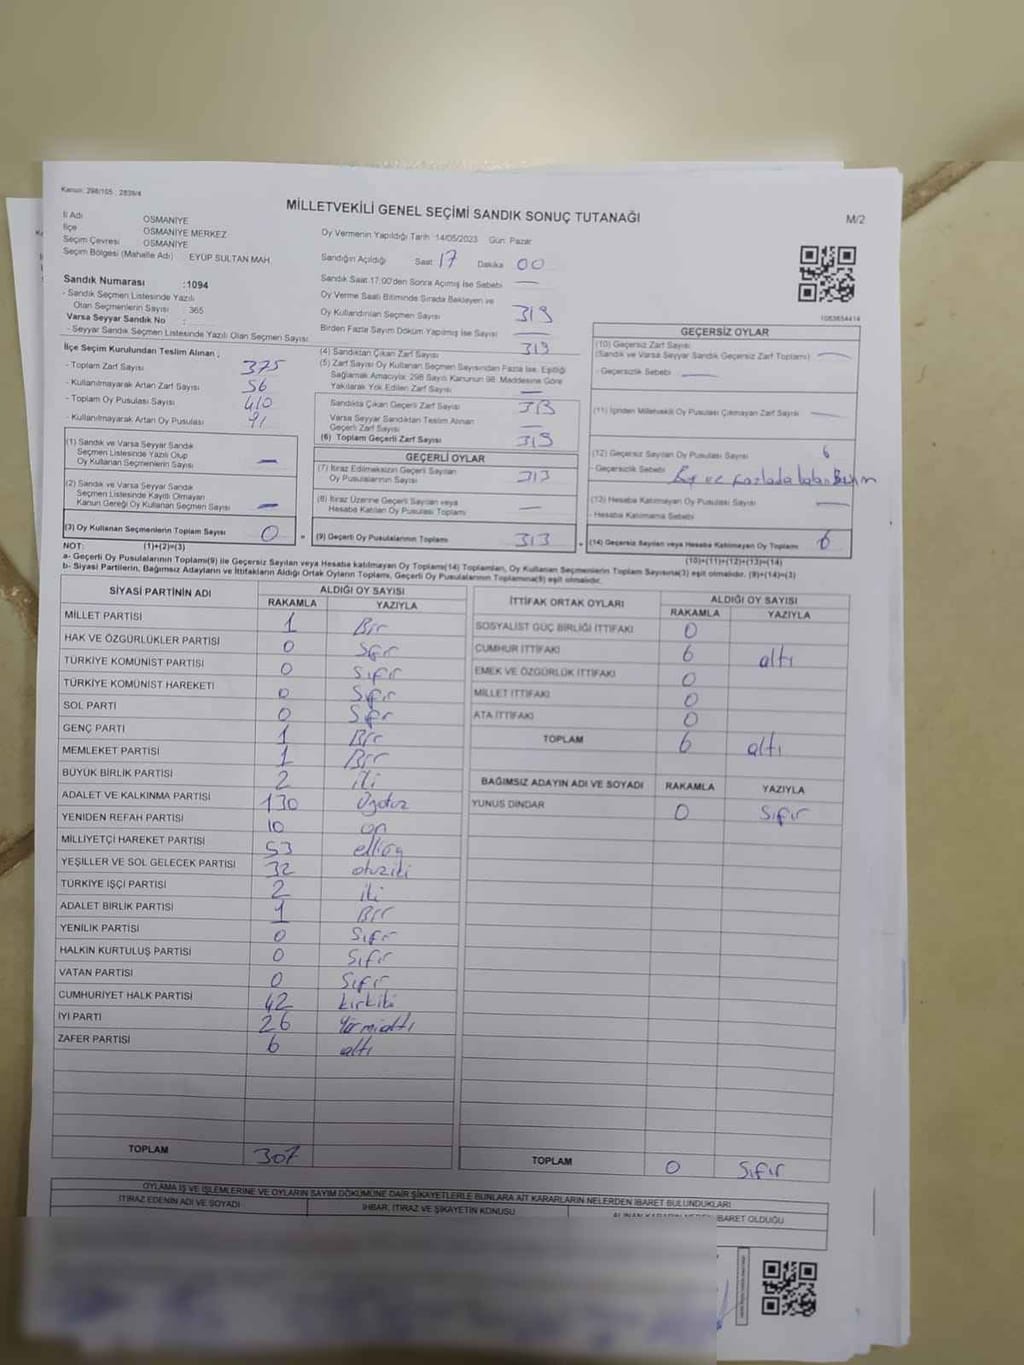 Kanun: 298/105 ; 2839/4
MİLLETVEKİLİ GENEL SEÇİMİ SANDIK SONUÇ TUTANAĞI
M/2
İl Adı OSMANİYE
İlçe OSMANİYE MERKEZ
Seçim Çevresi OSMANİYE
Seçim Bölgesi (Mahalle Adı) EYÜP SULTAN MAH.
Sandık Numarası :1094
- Sandık Seçmen Listesinde Yazılı
Olan Seçmenlerin Sayısı : 365
Varsa Seyyar Sandık No :
- Seyyar Sandık Seçmen Listesinde Yazılı Olan Seçmen Sayısı:
Oy Vermenin Yapıldığı Tarih :14/05/2023 Gün: Pazar
Sandığın Açıldığı Saat 17 Dakika 00
Sandık Saat 17.00'den Sonra Açılmış İse Sebebi —
Oy Verme Saati Bitiminde Sırada Bekleyen ve
Oy Kullandırılan Seçmen Sayısı 319
Birden Fazla Sayım Döküm Yapılmış İse Sayısı —
1083654414
İlçe Seçim Kurulundan Teslim Alınan ;
- Toplam Zarf Sayısı 375
- Kullanılmayarak Artan Zarf Sayısı 56
- Toplam Oy Pusulası Sayısı 410
- Kullanılmayarak Artan Oy Pusulası 91
(1) Sandık ve Varsa Seyyar Sandık
Seçmen Listesinde Yazılı Olup
Oy Kullanan Seçmenlerin Sayısı —
(2) Sandık ve Varsa Seyyar Sandık
Seçmen Listesinde Kayıtlı Olmayan
Kanun Gereği Oy Kullanan Seçmen Sayısı —
(3) Oy Kullanan Seçmenlerin Toplam Sayısı 0
(4) Sandıktan Çıkan Zarf Sayısı 319
(5) Zarf Sayısı Oy Kullanan Seçmen Sayısından Fazla İse, Eşitliği
Sağlamak Amacıyla; 298 Sayılı Kanunun 98. Maddesine Göre
Yakılarak Yok Edilen Zarf Sayısı —
Sandıkta Çıkan Geçerli Zarf Sayısı 313
Varsa Seyyar Sandıktan Teslim Alınan
Geçerli Zarf Sayısı —
(6) Toplam Geçerli Zarf Sayısı 319
GEÇERLİ OYLAR
(7) İtiraz Edilmeksizin Geçerli Sayılan
Oy Pusulalarının Sayısı 313
(8) İtiraz Üzerine Geçerli Sayılan veya
Hesaba Katılan Oy Pusulası Toplamı —
= (9) Geçerli Oy Pusulalarının Toplamı 313
GEÇERSİZ OYLAR
(10) Geçersiz Zarf Sayısı
(Sandık ve Varsa Seyyar Sandık Geçersiz Zarf Toplamı) —
- Geçersizlik Sebebi —
(11) İçinden Milletvekili Oy Pusulası Çıkmayan Zarf Sayısı —
(12) Geçersiz Sayılan Oy Pusulası Sayısı 6
- Geçersizlik Sebebi
(13) Hesaba Katılmayan Oy Pusulası Sayısı —
- Hesaba Katılmama Sebebi
+ (14) Geçersiz Sayılan veya Hesaba Katılmayan Oy Toplamı 6
NOT: (1)+(2)=(3) (10)+(11)+(12)+(13)=(14)
a- Geçerli Oy Pusulalarının Toplamı(9) ile Geçersiz Sayılan veya Hesaba katılmayan Oy Toplamı(14) Toplamları, Oy Kullanan Seçmenlerin Toplam Sayısına(3) eşit olmalıdır. (9)+(14)=(3)
b- Siyasi Partilerin, Bağımsız Adayların ve İttifakların Aldığı Ortak Oyların Toplamı, Geçerli Oy Pusulalarının Toplamına(9) eşit olmalıdır.
SİYASİ PARTİNİN ADI ALDIĞI OY SAYISI
RAKAMLA YAZIYLA
MİLLET PARTİSİ 1 Bir
HAK VE ÖZGÜRLÜKLER PARTİSİ 0 Sıfır
TÜRKİYE KOMÜNİST PARTİSİ 0 Sıfır
TÜRKİYE KOMÜNİST HAREKETİ 0 Sıfır
SOL PARTİ 0 Sıfır
GENÇ PARTİ 1 Bir
MEMLEKET PARTİSİ 1 Bir
BÜYÜK BİRLİK PARTİSİ 2 iki
ADALET VE KALKINMA PARTİSİ 130 Yüzotuz
YENİDEN REFAH PARTİSİ 10 on
MİLLİYETÇİ HAREKET PARTİSİ 53 elliüç
YEŞİLLER VE SOL GELECEK PARTİSİ 32 otuziki
TÜRKİYE İŞÇİ PARTİSİ 2 iki
ADALET BİRLİK PARTİSİ 1 Bir
YENİLİK PARTİSİ 0 Sıfır
HALKIN KURTULUŞ PARTİSİ 0 Sıfır
VATAN PARTİSİ 0 Sıfır
CUMHURİYET HALK PARTİSİ 42 kırkiki
İYİ PARTİ 26 Yirmialtı
ZAFER PARTİSİ 6 altı
TOPLAM 307
İTTİFAK ORTAK OYLARI ALDIĞI OY SAYISI
RAKAMLA YAZIYLA
SOSYALİST GÜÇ BİRLİĞİ İTTİFAKI 0
CUMHUR İTTİFAKI 6 altı
EMEK VE ÖZGÜRLÜK İTTİFAKI 0
MİLLET İTTİFAKI 0
ATA İTTİFAKI 0
TOPLAM 6 altı
BAĞIMSIZ ADAYIN ADI VE SOYADI RAKAMLA YAZIYLA
YUNUS DİNDAR 0 Sıfır
TOPLAM 0 Sıfır
OYLAMA İŞ VE İŞLEMLERİNE VE OYLARIN SAYIM DÖKÜMÜNE DAİR ŞİKAYETLERLE BUNLARA AİT KARARLARIN NELERDEN İBARET BULUNDUKLARI
İTİRAZ EDENİN ADI VE SOYADI İHBAR, İTİRAZ VE ŞİKAYETİN KONUSU ALINAN KARARIN NEDEN İBARET OLDUĞU